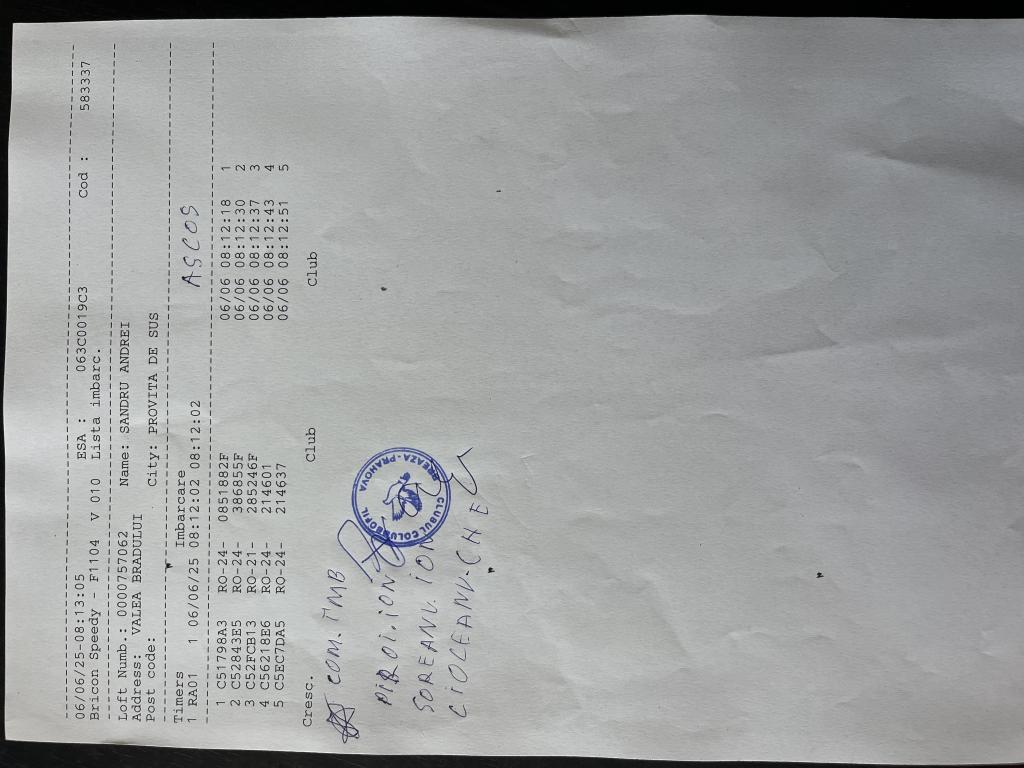 06/06/25-08:13:05 ESA : 063C0019C3 Cod : 583337
Bricon Speedy - F1104 V 010 Lista imbarc.
Loft Numb.: 000N757062 Name: SANDRU ANDREI
Address: VALEA BRADULUI
Post code: City: PROVITA DE SUS
Timers Imbarcare
1 RA01 1 06/06/25 08:12:02 08:12:02
ASCOS
1 C51798A3 RO-24- 0851882F 06/06 08:12:18 1
2 C52843E5 RO-24- 386855F 06/06 08:12:30 2
3 C52FCB13 RO-21- 285246F 06/06 08:12:37 3
4 C56218E6 RO-24- 214601 06/06 08:12:43 4
5 C5EC7DA5 RO-24- 214637 06/06 08:12:51 5
Cresc. Club Club
COM. IMB
PIROI. ION
SOREANU. ION
CIOCEANU. CHE
CLUBUL COLUMBOFIL BREAZA-PRAHOVA